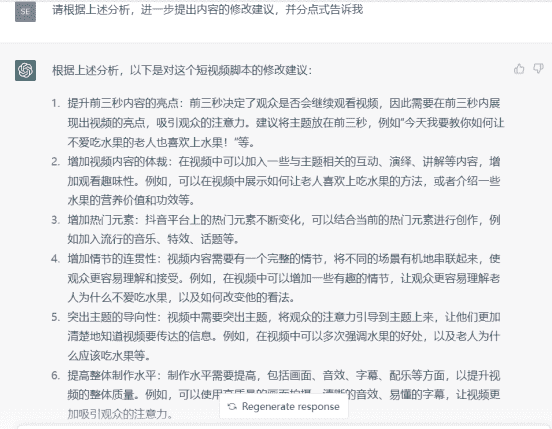 SE
请根据上述分析，进一步提出内容的修改建议，并分点式告诉我
根据上述分析，以下是对这个短视频脚本的修改建议：
1. 提升前三秒内容的亮点：前三秒决定了观众是否会继续观看视频，因此需要在前三秒内展
现出视频的亮点，吸引观众的注意力。建议将主题放在前三秒，例如“今天我要教你如何让
不爱吃水果的老人也喜欢上水果！”等。
2. 增加视频内容的体裁：在视频中可以加入一些与主题相关的互动、演绎、讲解等内容，增
加观看趣味性。例如，可以在视频中展示如何让老人喜欢上吃水果的方法，或者介绍一些
水果的营养价值和功效等。
3. 增加热门元素：抖音平台上的热门元素不断变化，可以结合当前的热门元素进行创作，例
如加入流行的音乐、特效、话题等。
4. 增加情节的连贯性：视频内容需要有一个完整的情节，将不同的场景有机地串联起来，使
观众更容易理解和接受。例如，在视频中可以增加一些有趣的情节，让观众更容易理解老
人为什么不爱吃水果，以及如何改变他的看法。
5. 突出主题的导向性：视频中需要突出主题，将观众的注意力引导到主题上来，让他们更加
清楚地知道视频要传达的信息。例如，在视频中可以多次强调水果的好处，以及老人为什
么应该吃水果等。
6. 提高整体制作水平：制作水平需要提高，包括画面、音效、字幕、配乐等方面，以提升视
频的整体质量。例如，可以使用高质量的画面拍摄、清晰的音效、易懂的字幕，让视频更
加吸引观众的注意力。
Regenerate response